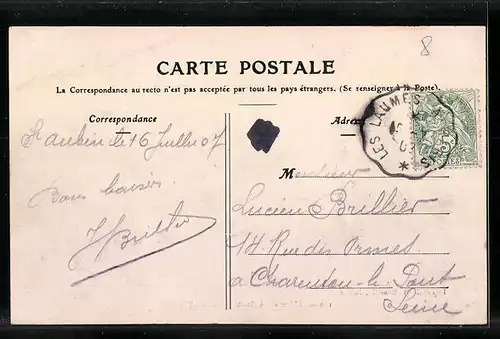 8
CARTE POSTALE
La Correspondance au recto n'est pas acceptée par tous les pays étrangers. (Se renseigner à la Poste).
Correspondance
Adres
St Aubin le 16 Juillet 07
Bons baisers
Monsieur
Lucien Brillier
14 Rue des Ormes
à Charenton-le-Pont
Seine
LES LAUMES